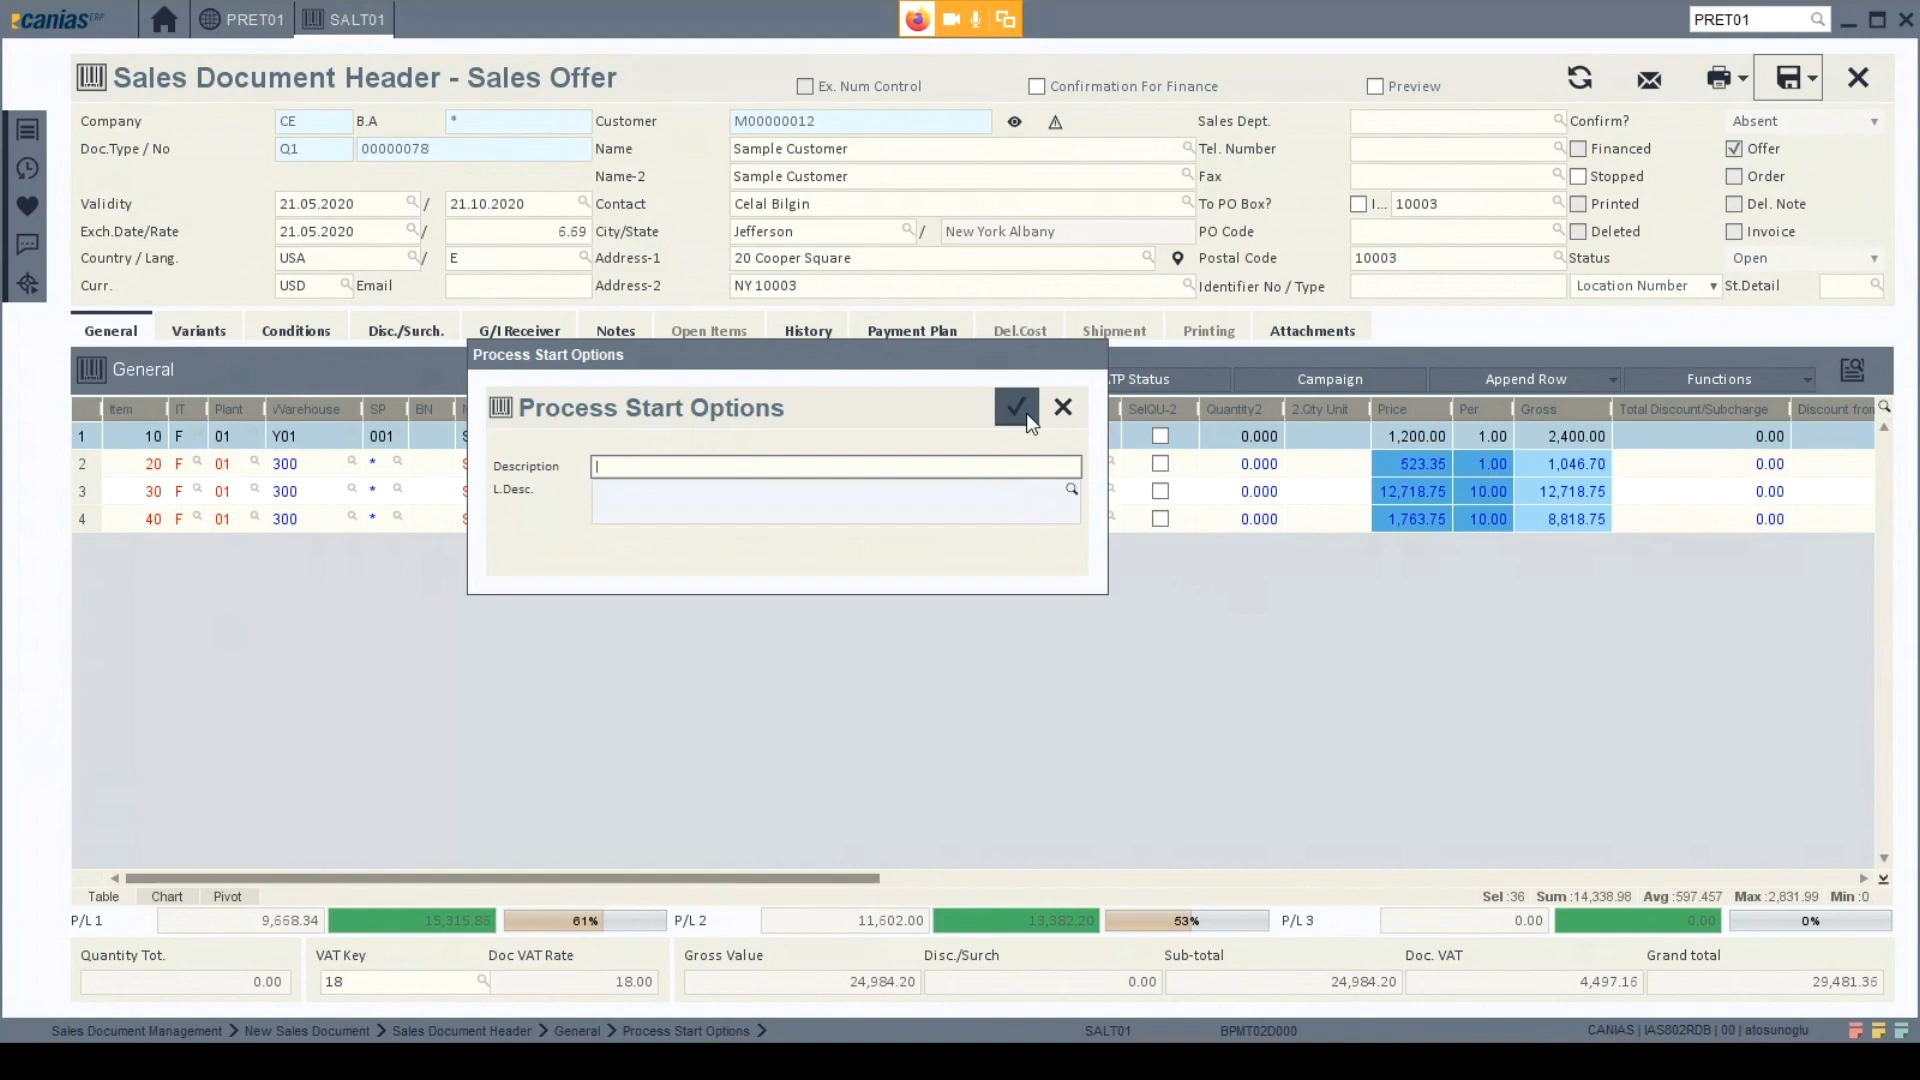 canias ERP PRET01 SALT01 PRET01
Sales Document Header - Sales Offer Ex. Num Control Confirmation For Finance Preview
Company CE B.A * Customer M00000012 Sales Dept. Confirm? Absent
Doc.Type / No Q1 00000078 Name Sample Customer Tel. Number Financed Offer
Name-2 Sample Customer Fax Stopped Order
Validity 21.05.2020 / 21.10.2020 Contact Celal Bilgin To PO Box? I... 10003 Printed Del. Note
Exch.Date/Rate 21.05.2020 / 6.69 City/State Jefferson / New York Albany PO Code Deleted Invoice
Country / Lang. USA / E Address-1 20 Cooper Square Postal Code 10003 Status Open
Curr. USD Email Address-2 NY 10003 Identifier No / Type Location Number St.Detail
General Variants Conditions Disc./Surch. G/I Receiver Notes Open Items History Payment Plan Del.Cost Shipment Printing Attachments
Process Start Options
General TP Status Campaign Append Row Functions
Item IT Plant Warehouse SP BN SelQU-2 Quantity2 2.Qty Unit Price Per Gross Total Discount/Subcharge Discount fron
Process Start Options
1 10 F 01 Y01 001 0.000 1,200.00 1.00 2,400.00 0.00
2 20 F 01 300 * 0.000 523.35 1.00 1,046.70 0.00
Description
3 30 F 01 300 * 0.000 12,718.75 10.00 12,718.75 0.00
L.Desc.
4 40 F 01 300 * 0.000 1,763.75 10.00 8,818.75 0.00
Table Chart Pivot Sel :36 Sum :14,338.98 Avg :597.457 Max :2,831.99 Min :0
P/L 1 9,668.34 15,315.86 61% P/L 2 11,602.00 13,382.20 53% P/L 3 0.00 0.00 0%
Quantity Tot. VAT Key Doc VAT Rate Gross Value Disc./Surch Sub-total Doc. VAT Grand total
0.00 18 18.00 24,984.20 0.00 24,984.20 4,497.16 29,481.36
Sales Document Management New Sales Document Sales Document Header General Process Start Options SALT01 BPMT02D000 CANIAS | IAS802RDB | 00 | atosunoglu